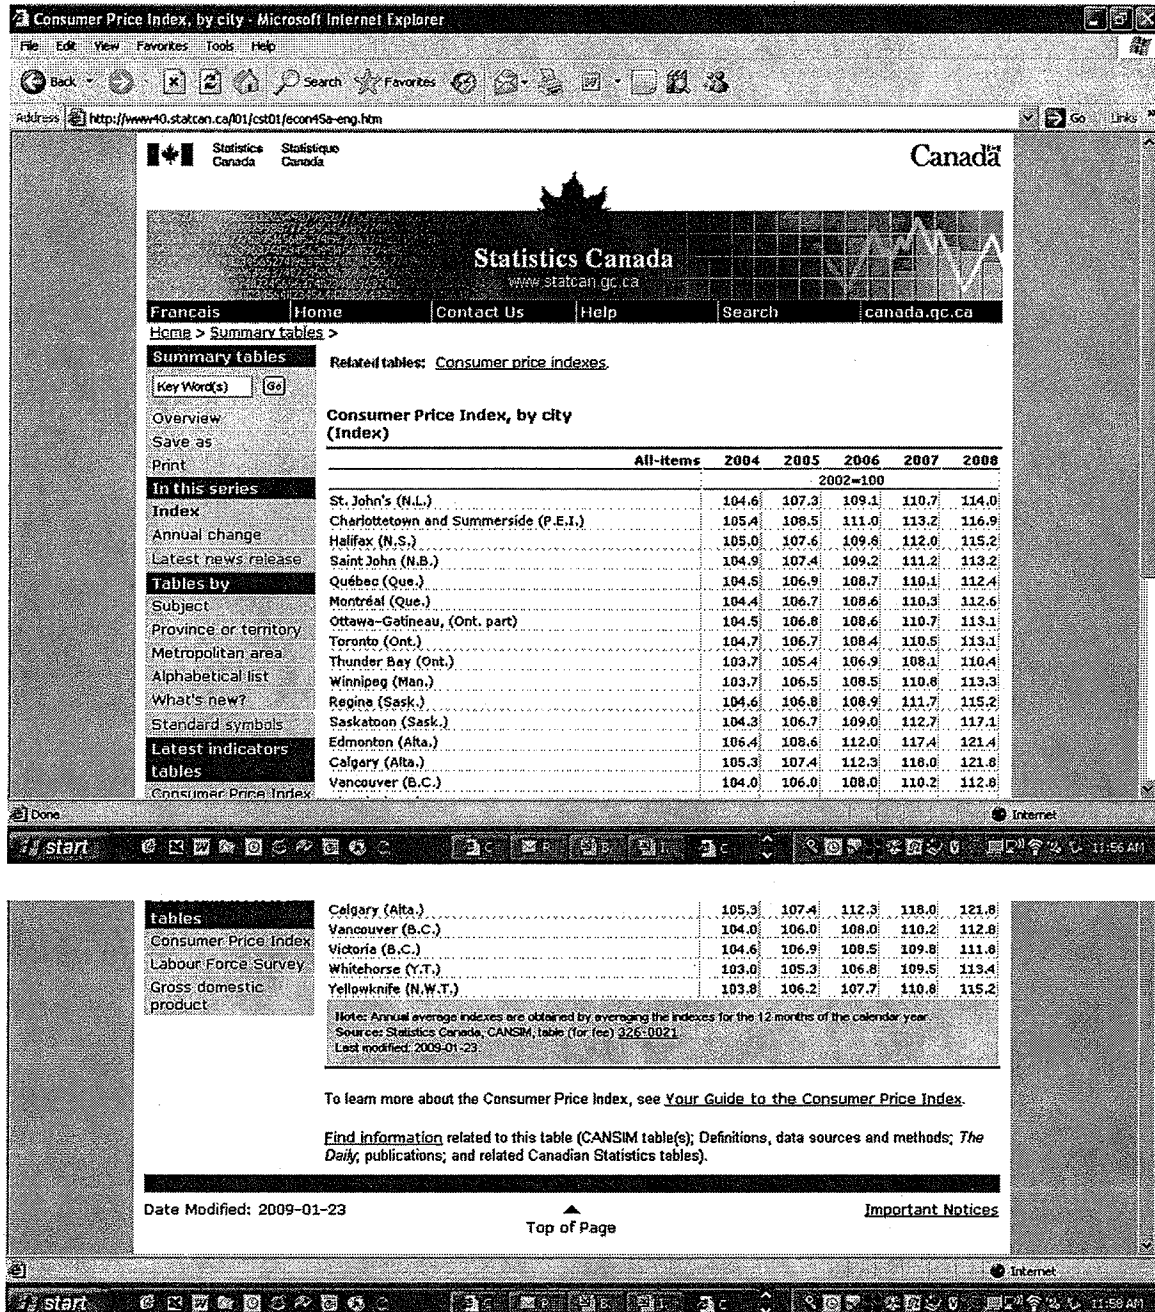 Consumer Price Index, by city - Microsoft Internet Explorer
File Edit View Favorites Tools Help
Back Search Favorites
Address http://www40.statcan.ca/l01/cst01/econ45a-eng.htm Go Links
Statistics Statistique
Canada Canada
Canada
Statistics Canada
www.statcan.gc.ca
Français Home Contact Us Help Search canada.gc.ca
Home > Summary tables >
Summary tables
Related tables: Consumer price indexes.
Key Word(s) Go
Overview
Save as
Print
In this series
Index
Annual change
Latest news release
Tables by
Subject
Province or territory
Metropolitan area
Alphabetical list
What's new?
Standard symbols
Latest indicators
tables
Consumer Price Index
Consumer Price Index, by city
(Index)
All-items 2004 2005 2006 2007 2008
2002=100
St. John's (N.L.) 104.6 107.3 109.1 110.7 114.0
Charlottetown and Summerside (P.E.I.) 105.4 108.5 111.0 113.2 116.9
Halifax (N.S.) 105.0 107.6 109.8 112.0 115.2
Saint John (N.B.) 104.9 107.4 109.2 111.2 113.2
Québec (Que.) 104.5 106.9 108.7 110.1 112.4
Montréal (Que.) 104.4 106.7 108.6 110.3 112.6
Ottawa-Gatineau, (Ont. part) 104.5 106.8 108.6 110.7 113.1
Toronto (Ont.) 104.7 106.7 108.4 110.5 113.1
Thunder Bay (Ont.) 103.7 105.4 106.9 108.1 110.4
Winnipeg (Man.) 103.7 106.5 108.5 110.8 113.3
Regina (Sask.) 104.6 106.8 108.9 111.7 115.2
Saskatoon (Sask.) 104.3 106.7 109.0 112.7 117.1
Edmonton (Alta.) 106.4 108.6 112.0 117.4 121.4
Calgary (Alta.) 105.3 107.4 112.3 118.0 121.8
Vancouver (B.C.) 104.0 106.0 108.0 110.2 112.8
Done Internet
start 11:56 AM
tables
Consumer Price Index
Labour Force Survey
Gross domestic
product
Calgary (Alta.) 105.3 107.4 112.3 118.0 121.8
Vancouver (B.C.) 104.0 106.0 108.0 110.2 112.8
Victoria (B.C.) 104.6 106.9 108.5 109.8 111.8
Whitehorse (Y.T.) 103.0 105.3 106.8 109.5 113.4
Yellowknife (N.W.T.) 103.8 106.2 107.7 110.8 115.2
Note: Annual average indexes are obtained by averaging the indexes for the 12 months of the calendar year.
Source: Statistics Canada, CANSIM, table (for fee) 326-0021
Last modified: 2009-01-23.
To learn more about the Consumer Price Index, see Your Guide to the Consumer Price Index.
Find information related to this table (CANSIM table(s); Definitions, data sources and methods; The
Daily; publications; and related Canadian Statistics tables).
Date Modified: 2009-01-23 Top of Page Important Notices
Internet
start 11:58 AM